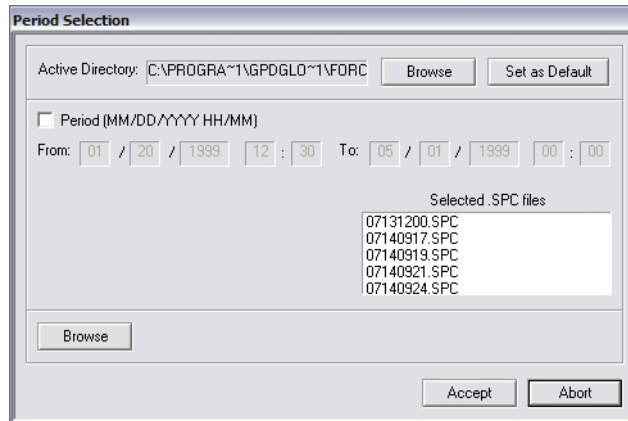 Period Selection
Active Directory: C:\PROGRA~1\GPDGLO~1\FORC Browse Set as Default
Period (MM/DD/YYYY HH/MM)
From: 01 / 20 / 1999 12 : 30 To: 05 / 01 / 1999 00 : 00
Selected .SPC files
07131200.SPC
07140917.SPC
07140919.SPC
07140921.SPC
07140924.SPC
Browse
Accept Abort